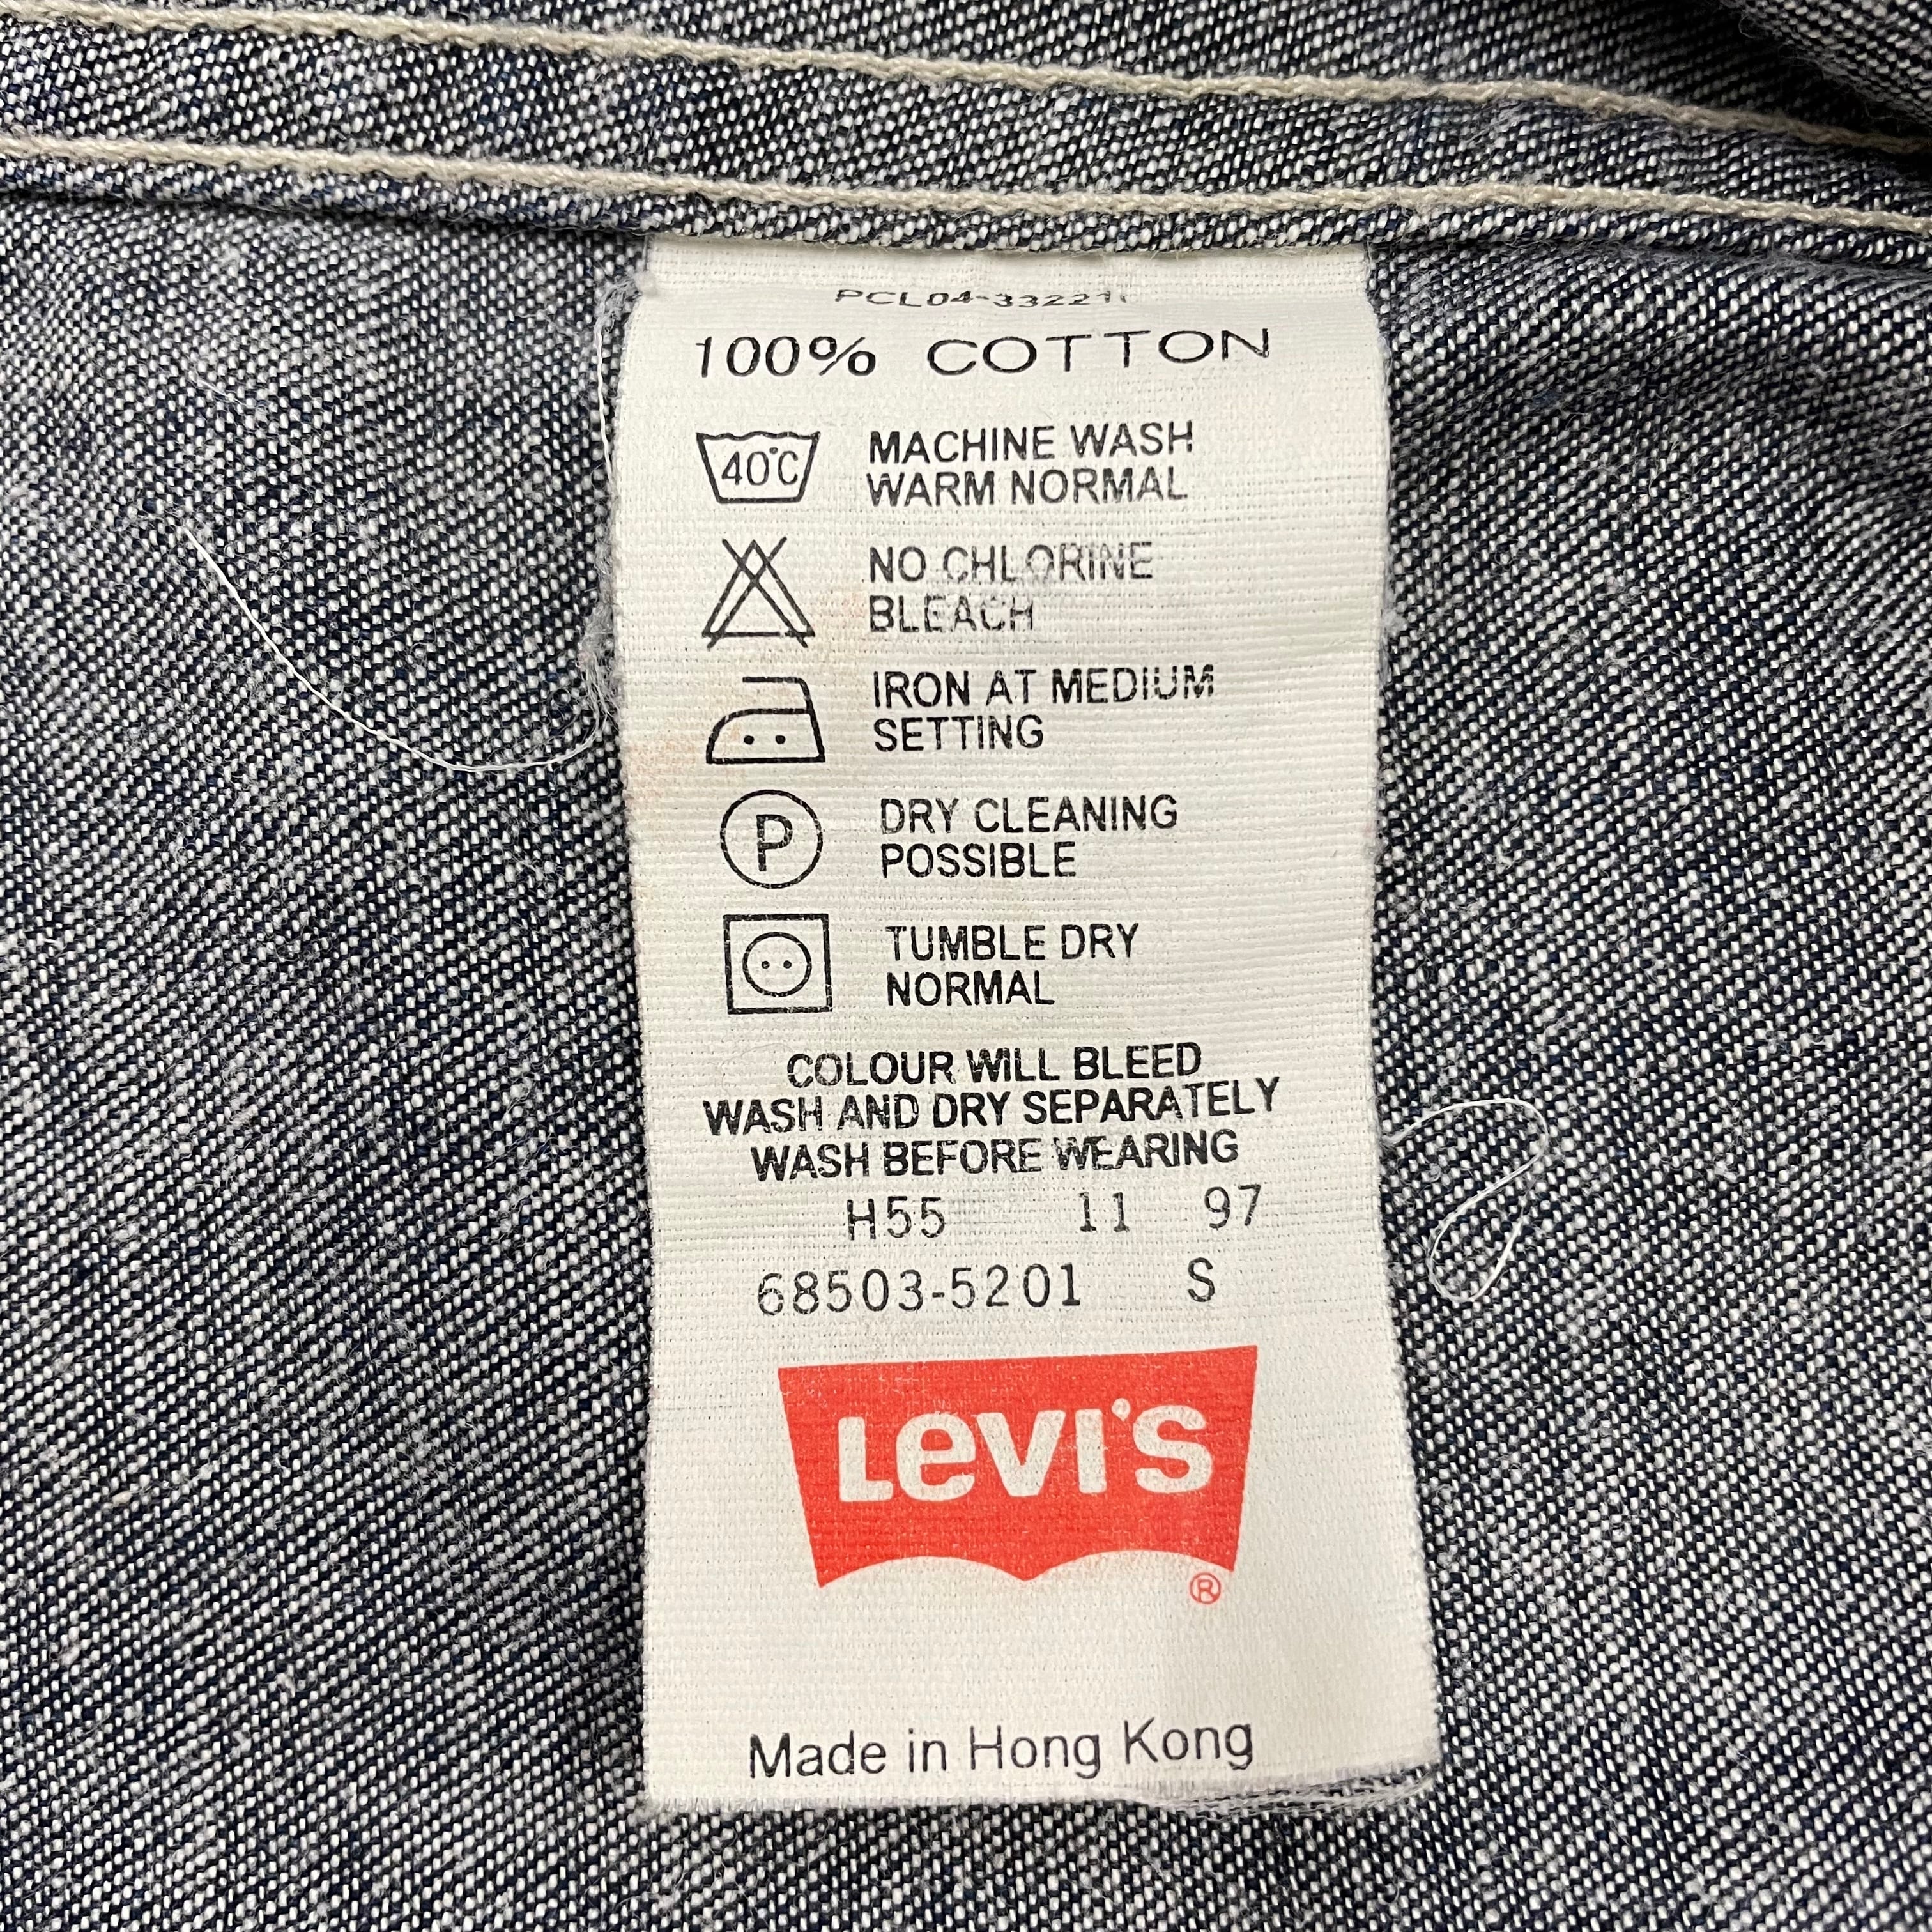 100% COTTON
40°C
MACHINE WASH
WARM NORMAL
NO CHLORINE
BLEACH
IRON AT MEDIUM
SETTING
P
DRY CLEANING
POSSIBLE
TUMBLE DRY
NORMAL
COLOUR WILL BLEED
WASH AND DRY SEPARATELY
WASH BEFORE WEARING
H55 11 97
68503-5201 S
LEVI'S
®
Made in Hong Kong